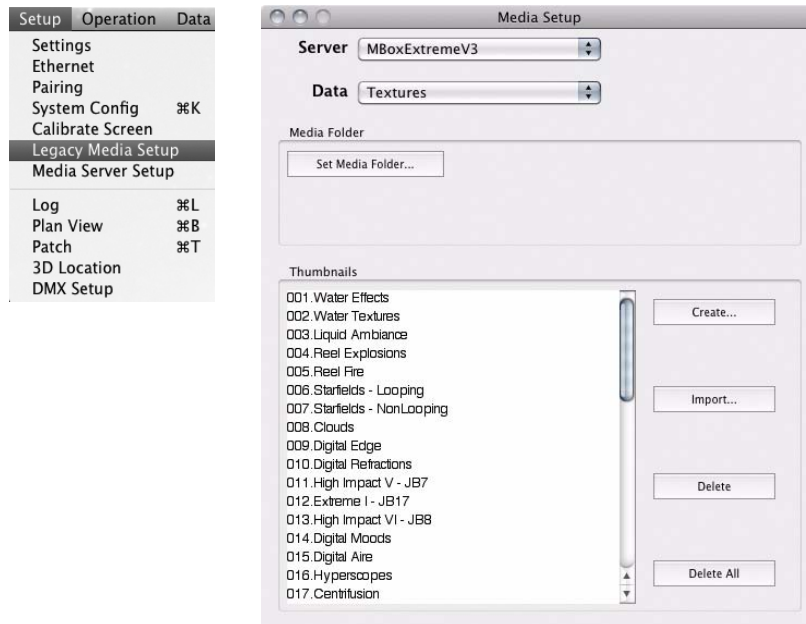 Setup Operation Data
Settings
Ethernet
Pairing
System Config ⌘K
Calibrate Screen
Legacy Media Setup
Media Server Setup
Log ⌘L
Plan View ⌘B
Patch ⌘T
3D Location
DMX Setup
Media Setup
Server MBoxExtremeV3
Data Textures
Media Folder
Set Media Folder...
Thumbnails
001.Water Effects
002.Water Textures
003.Liquid Ambiance
004.Reel Explosions
005.Reel Fire
006.Starfields - Looping
007.Starfields - NonLooping
008.Clouds
009.Digital Edge
010.Digital Refractions
011.High Impact V - JB7
012.Extreme I - JB17
013.High Impact VI - JB8
014.Digital Moods
015.Digital Aire
016.Hyperscopes
017.Centrifusion
Create...
Import...
Delete
Delete All